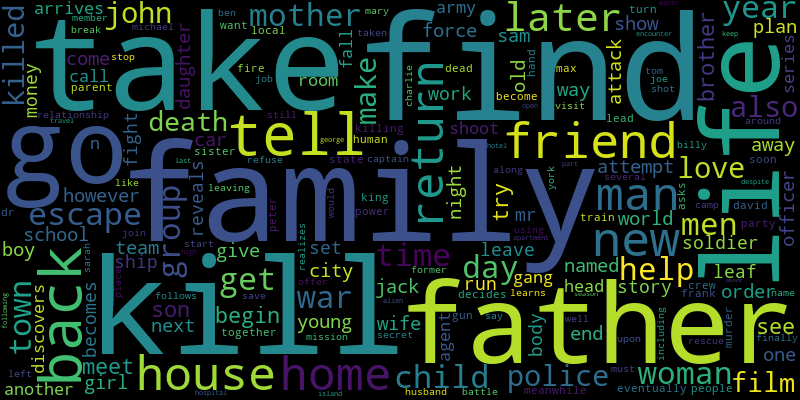 arrives
member
john
mother
army
later
show
turn
year
break
michael
ben
mary
want
local
taken
force
sam
plan
killed
come
stop
take
find
fall
fire
job
dead
hand
max
tom
keep
call
parent
daughter
room
make
charlie
old
become
way
visit
joe
shot
attack
brother
also
series
money
relationship
travel
death
still
killing
work
open
lead
encounter
billy
around
go
fight
car
tell
george
human
return
shoot
friend
away
life
however
reveals
sister
refuse
state
captain
attempt
love
soon
dr
like
last
leaving
family
night
along
york
several
part
asks
despite
escape
join
group
peter
king
power
would
try
mr
train
man
camp
david
officer
school
men
party
boy
team
start
give
set
realizes
time
using
apartment
world
new
soldier
town
back
sarah
ship
follows
save
get
city
former
day
leave
named
help
leaf
crew
discovers
becomes
place
kill
offer
war
jack
decides
run
gang
head
story
frank
order
name
following
son
begin
young
wife
learns
father
gun
say
body
end
well
upon
including
rescue
murder
finally
see
next
together
mission
secret
agent
must
meet
house
home
child
police
woman
one
left
girl
another
hospital
husband
island
battle
meanwhile
eventually
people
film